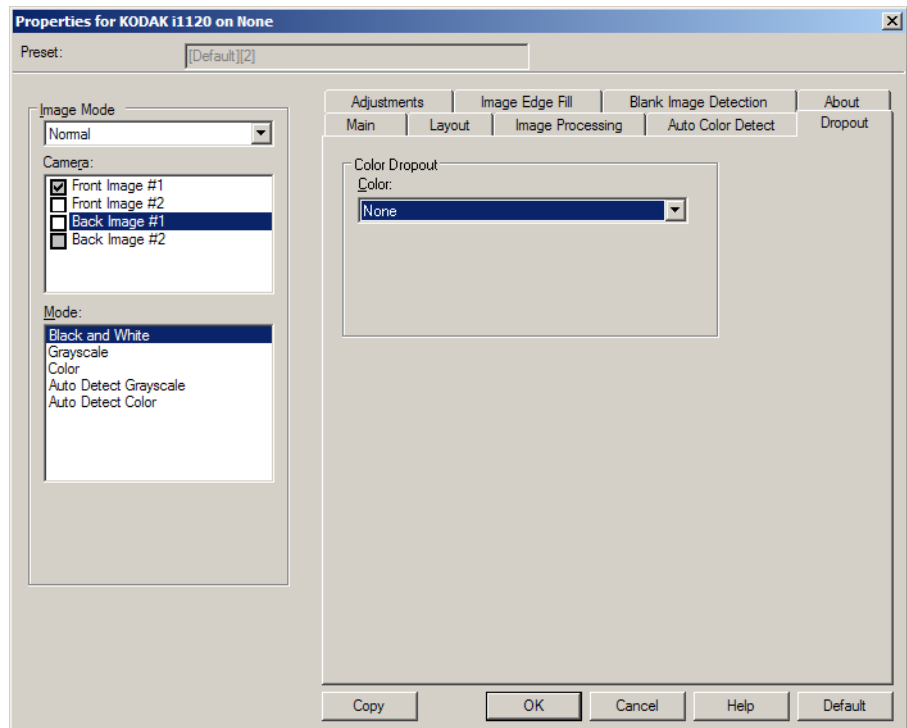 Properties for KODAK i1120 on None
Preset:
[Default][2]
Image Mode
Normal
Camera:
Front Image #1
Front Image #2
Back Image #1
Back Image #2
Mode:
Black and White
Grayscale
Color
Auto Detect Grayscale
Auto Detect Color
Adjustments
Image Edge Fill
Blank Image Detection
About
Main
Layout
Image Processing
Auto Color Detect
Dropout
Color Dropout
Color:
None
Copy
OK
Cancel
Help
Default